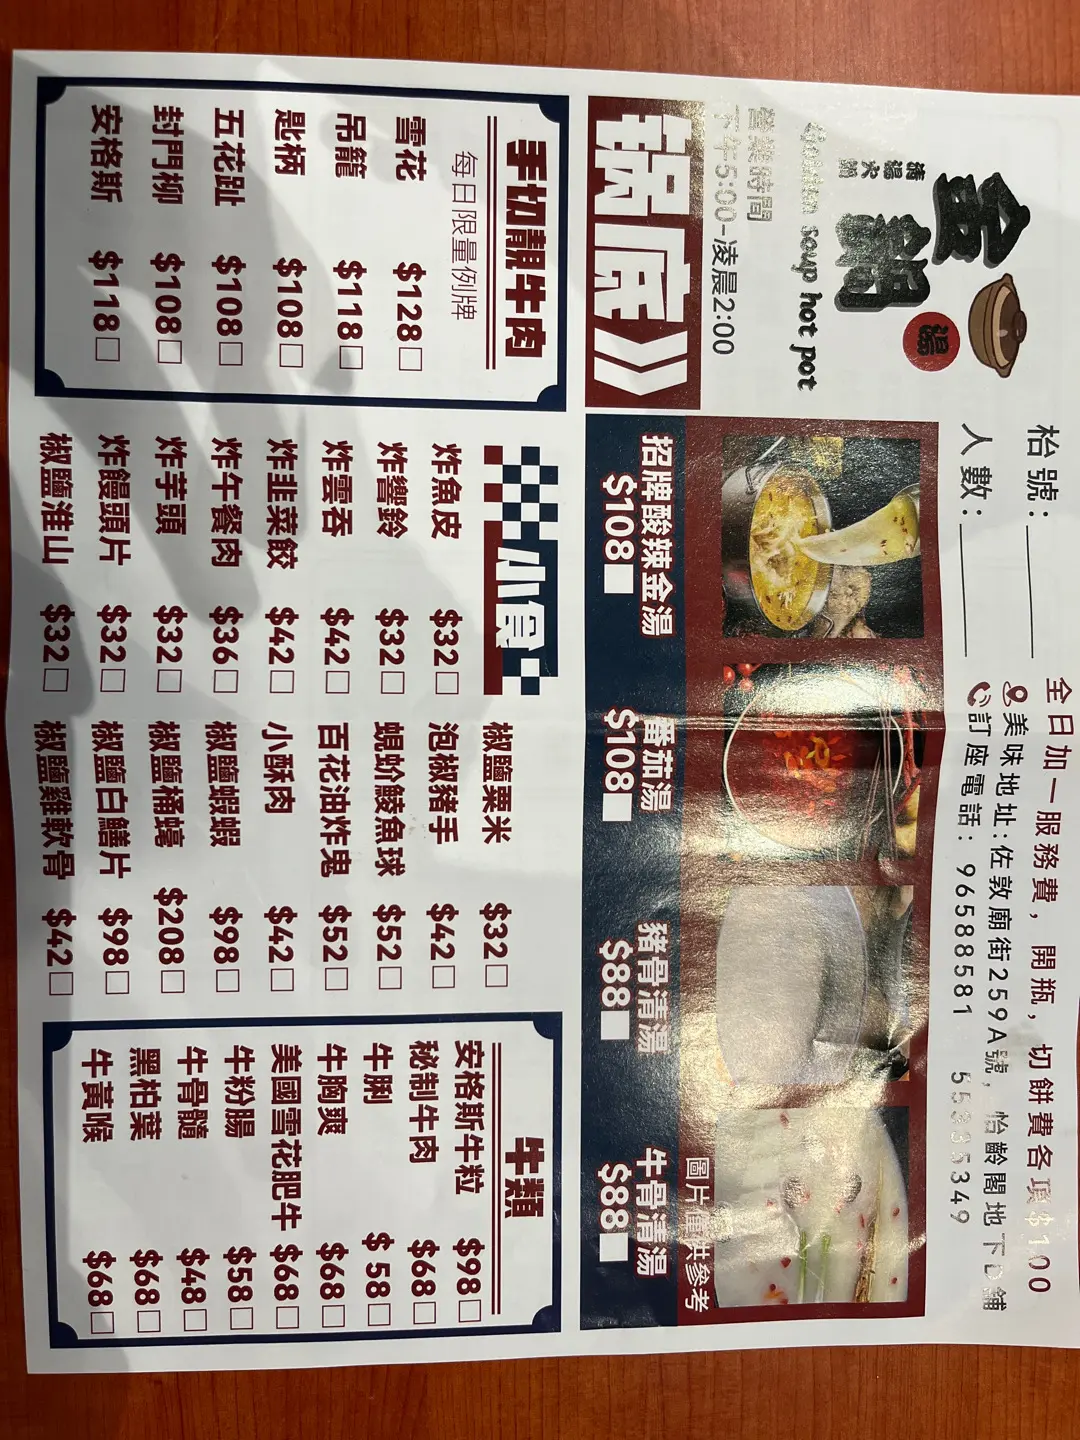 金鍋
湯
清湯火鍋
Golden soup hot pot
營業時間
下午5:00-凌晨2:00
枱號:
人數:
全日加一服務費，開瓶，切餅費各項$100
美味地址:佐敦廟街259A號，怡齡閣地下D舖
訂座電話: 96588581
鍋底
招牌酸辣金湯
$108
番茄湯
$108
豬骨清湯
$88
牛骨清湯
$88
圖片僅供參考
手切靚牛肉
每日限量例牌
雪花 $128□
吊籠 $118□
匙柄 $108□
五花趾 $108□
封門柳 $108□
安格斯 $118□
小食
炸魚皮 $32□
炸響鈴 $32□
炸雲吞 $42□
炸韭菜餃 $42□
炸午餐肉 $36□
炸芋頭 $32□
炸饅頭片 $32□
椒鹽淮山 $32□
椒鹽粟米 $32□
泡椒豬手 $42□
蜆蚧鯪魚球 $52□
百花油炸鬼 $52□
小酥肉 $42□
椒鹽蝦蝦 $98□
椒鹽桶蠔 $208□
椒鹽白鱔片 $98□
椒鹽雞軟骨 $42□
牛類
安格斯牛粒 $98□
秘制牛肉 $68□
牛脷 $58□
牛胸爽 $68□
美國雪花肥牛 $68□
牛粉腸 $58□
牛骨髓 $48□
黑柏葉 $68□
牛黃喉 $68□